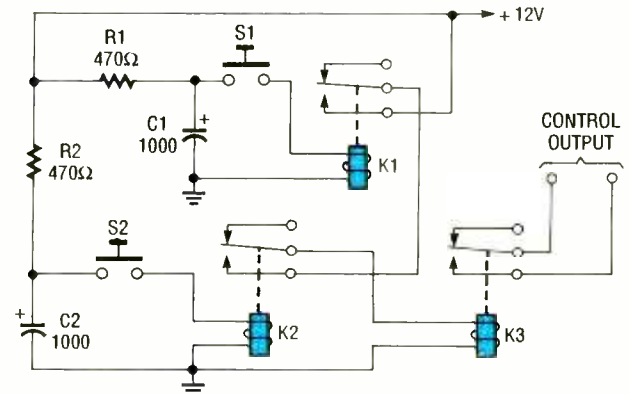 + 12V
R1
470Ω
S1
C1
1000
+
K1
R2
470Ω
CONTROL
OUTPUT
S2
+
C2
1000
K2
K3